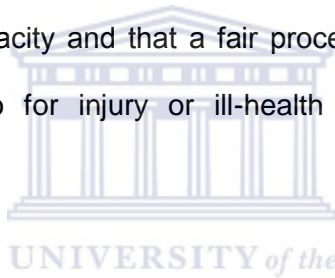 acity and that a fair proce
for injury or ill-health
UNIVERSITY of the